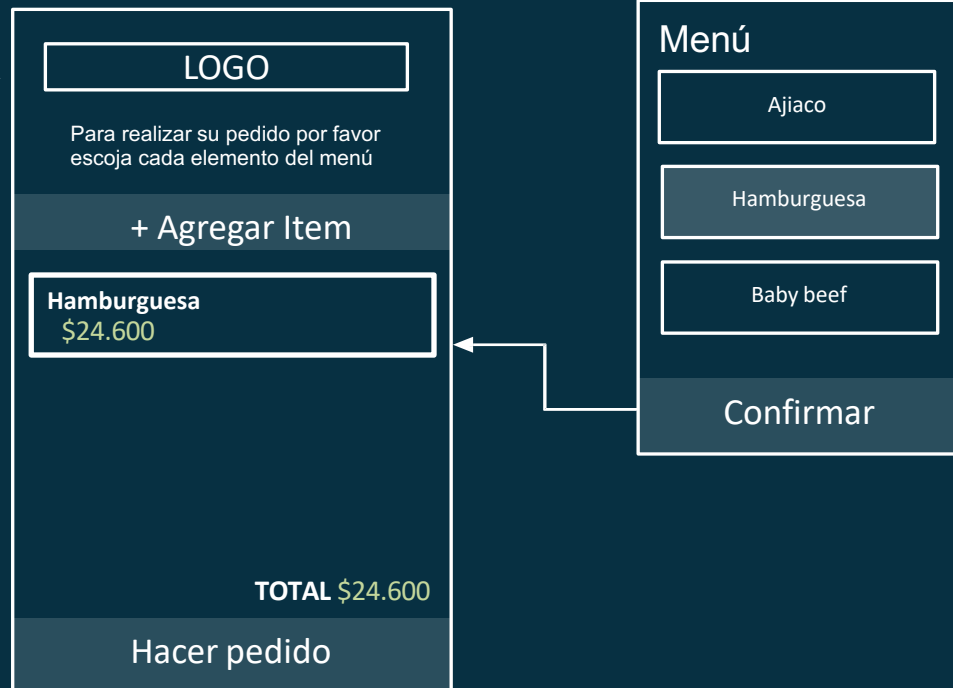 LOGO
Para realizar su pedido por favor
escoja cada elemento del menú
+ Agregar Item
Hamburguesa
$24.600
TOTAL $24.600
Hacer pedido
Menú
Ajiaco
Hamburguesa
Baby beef
Confirmar